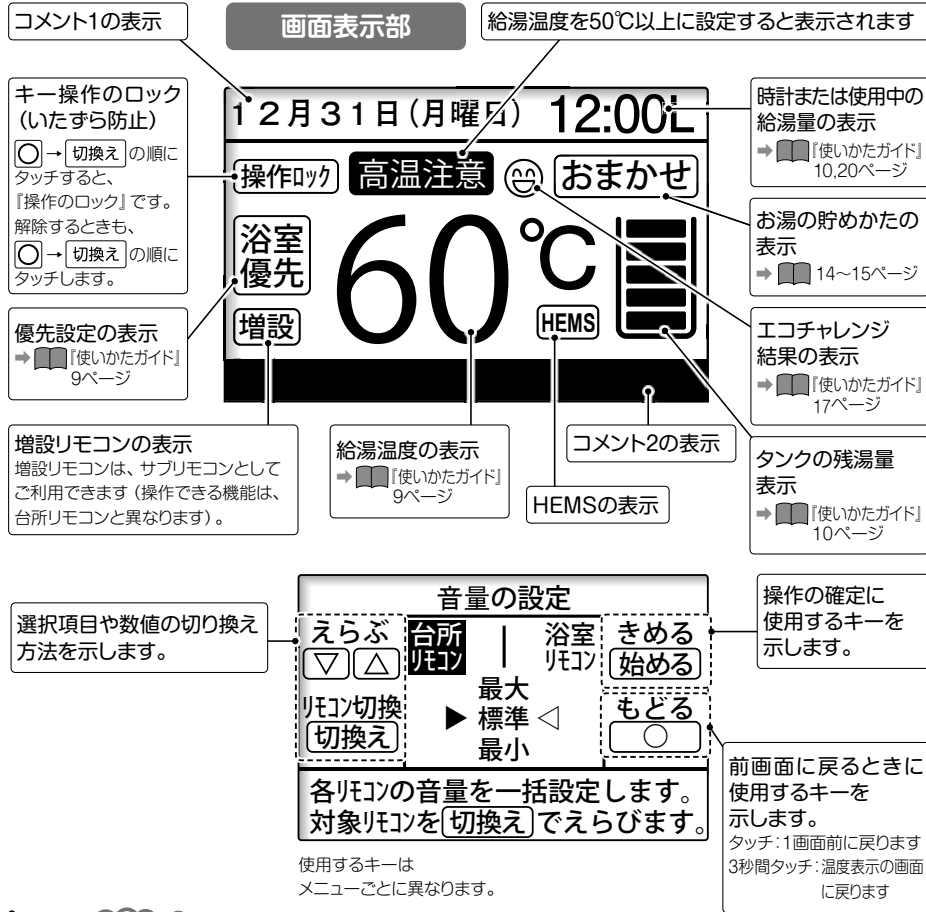 コメント1の表示
画面表示部
給湯温度を50℃以上に設定すると表示されます
キー操作のロック
（いたずら防止）
○→切換えの順に
タッチすると、
『操作のロック』です。
解除するときも、
○→切換えの順に
タッチします。
優先設定の表示
➡『使いかたガイド』
9ページ
12月31日(月曜日) 12:00L
操作ロック 高温注意 おまかせ
浴室
優先
60℃
増設
HEMS
時計または使用中の
給湯量の表示
➡『使いかたガイド』
10,20ページ
お湯の貯めかたの
表示
➡ 14〜15ページ
エコチャレンジ
結果の表示
➡『使いかたガイド』
17ページ
タンクの残湯量
表示
➡『使いかたガイド』
10ページ
増設リモコンの表示
増設リモコンは、サブリモコンとして
ご利用できます（操作できる機能は、
台所リモコンと異なります）。
給湯温度の表示
➡『使いかたガイド』
9ページ
HEMSの表示
コメント2の表示
選択項目や数値の切り換え
方法を示します。
音量の設定
えらぶ
▽ △
リモコン切換
切換え
台所
リモコン
浴室
リモコン
最大
▶ 標準 ◁
最小
きめる
始める
もどる
○
各リモコンの音量を一括設定します。
対象リモコンを切換えでえらびます。
使用するキーは
メニューごとに異なります。
操作の確定に
使用するキーを
示します。
前画面に戻るときに
使用するキーを
示します。
タッチ：1画面前に戻ります
3秒間タッチ：温度表示の画面
に戻ります